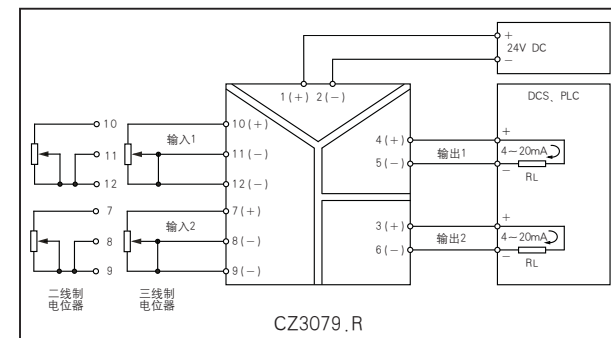 +
24V DC
−
1(+) 2(−)
DCS、PLC
10
10(+)
输入1
11
11(−)
12
12(−)
4(+)
输出1
5(−)
+
4～20mA
−
RL
7
7(+)
输入2
8
8(−)
9
9(−)
3(+)
输出2
6(−)
+
4～20mA
−
RL
二线制
电位器
三线制
电位器
CZ3079.R